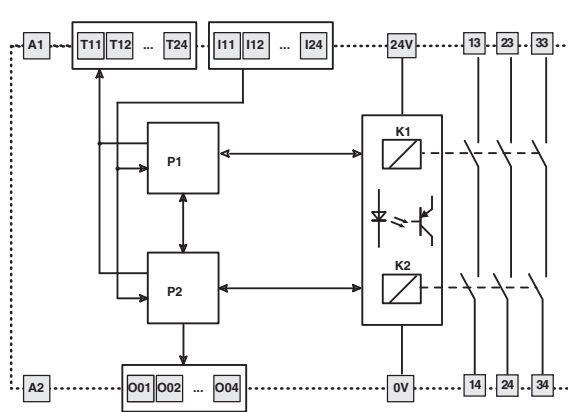 A1 T11 T12 ... T24 I11 I12 ... I24 24V 13 23 33
K1
P1
K2
P2
A2 O01 O02 ... O04 0V 14 24 34